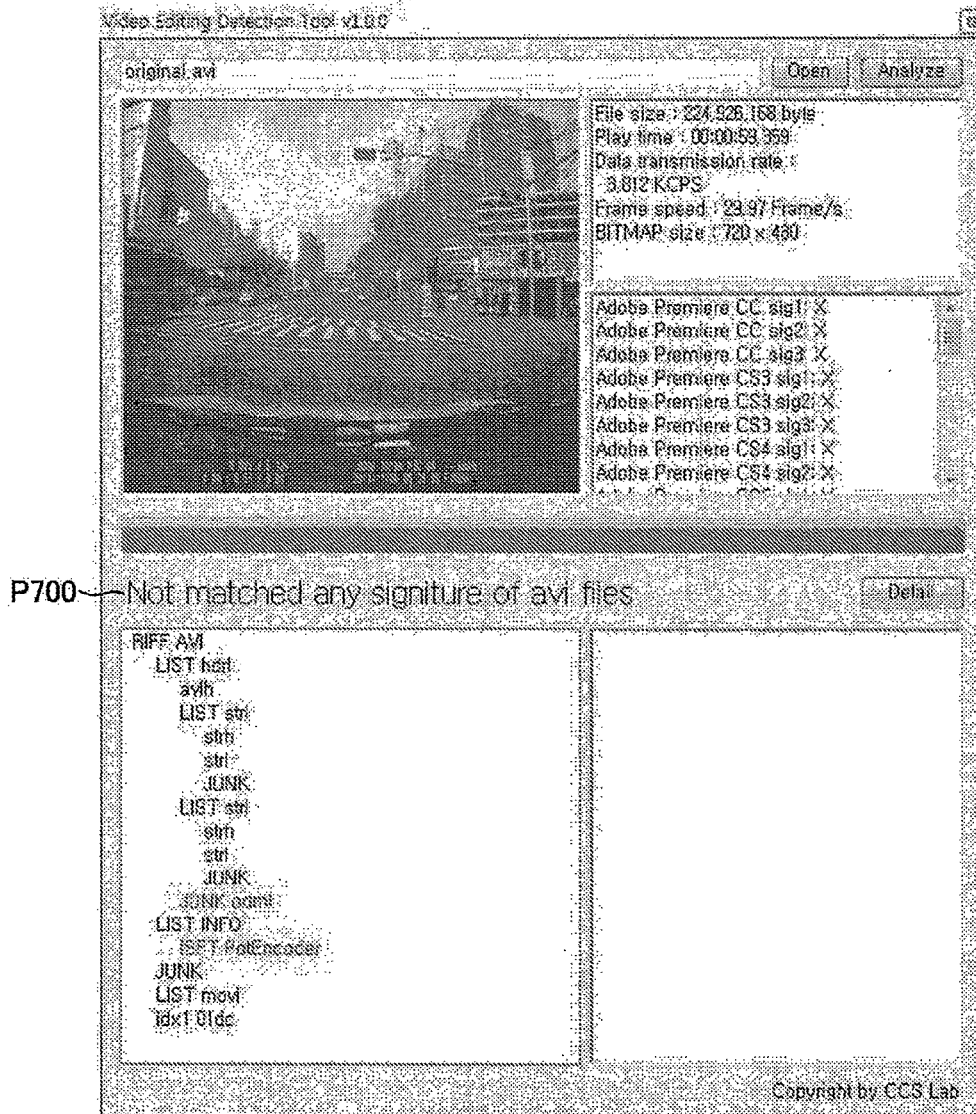 Video Editing Detection Tool v1.0.0
original.avi
Open
Analyze
File size : 224,926,168 byte
Play time : 00:00:59,359
Data transmission rate :
3,812 KCPS
Frame speed : 29.97 Frame/s
BITMAP size : 720 x 480
Adobe Premiere CC sig1: X
Adobe Premiere CC sig2: X
Adobe Premiere CC sig3: X
Adobe Premiere CS3 sig1: X
Adobe Premiere CS3 sig2: X
Adobe Premiere CS3 sig3: X
Adobe Premiere CS4 sig1: X
Adobe Premiere CS4 sig2: X
P700
Not matched any signiture of avi files
Detail
RIFF AVI
LIST hdrl
avih
LIST strl
strh
strf
JUNK
LIST strl
strh
strf
JUNK
JUNK odml
LIST INFO
ISFT PotEncoder
JUNK
LIST movi
idx1 01dc
Copyright by CCS Lab